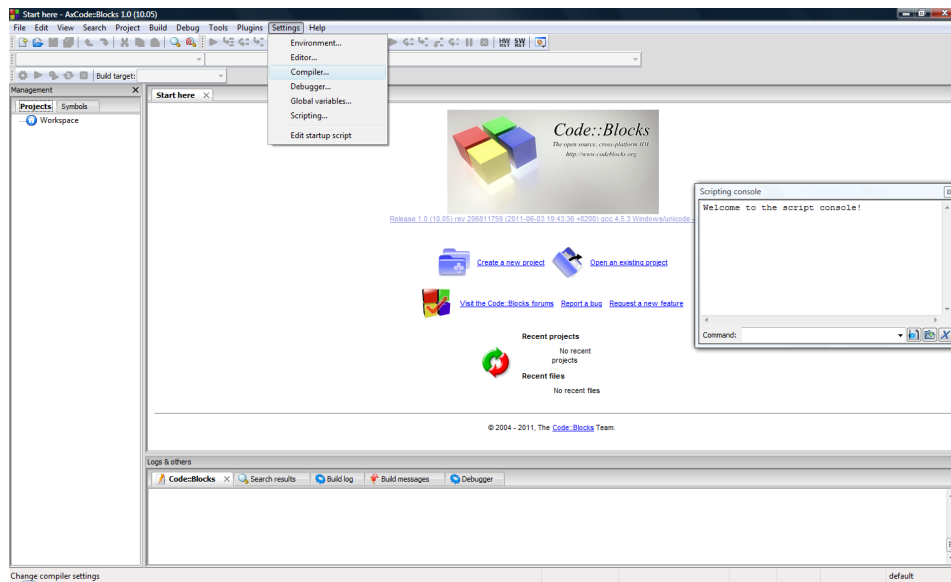 Start here - AxCode::Blocks 1.0 (10.05)
File Edit View Search Project Build Debug Tools Plugins Settings Help
HW RST SW RST
Build target:
Environment...
Editor...
Compiler...
Debugger...
Global variables...
Scripting...
Edit startup script
Management X
Projects Symbols
Workspace
Start here
Code::Blocks
The open source, cross-platform IDE
http://www.codeblocks.org
Release 1.0 (10.05) rev 206811759 (2011-06-03 19:43:36 +0200) gcc 4.5.3 Windows/unicode -
Create a new project Open an existing project
Visit the Code::Blocks forums Report a bug Request a new feature
Recent projects
No recent
projects
Recent files
No recent files
© 2004 - 2011, The Code::Blocks Team.
Scripting console
Welcome to the script console!
Command:
Logs & others
Code::Blocks Search results Build log Build messages Debugger
Change compiler settings
default